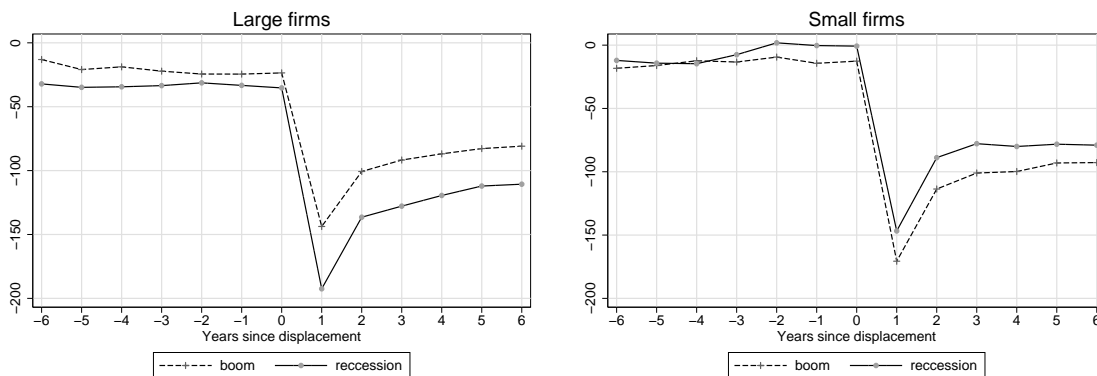 Large firms
0
−50
−100
−150
−200
−6 −5 −4 −3 −2 −1 0 1 2 3 4 5 6
Years since displacement
boom reccession
Small firms
0
−50
−100
−150
−200
−6 −5 −4 −3 −2 −1 0 1 2 3 4 5 6
Years since displacement
boom reccession